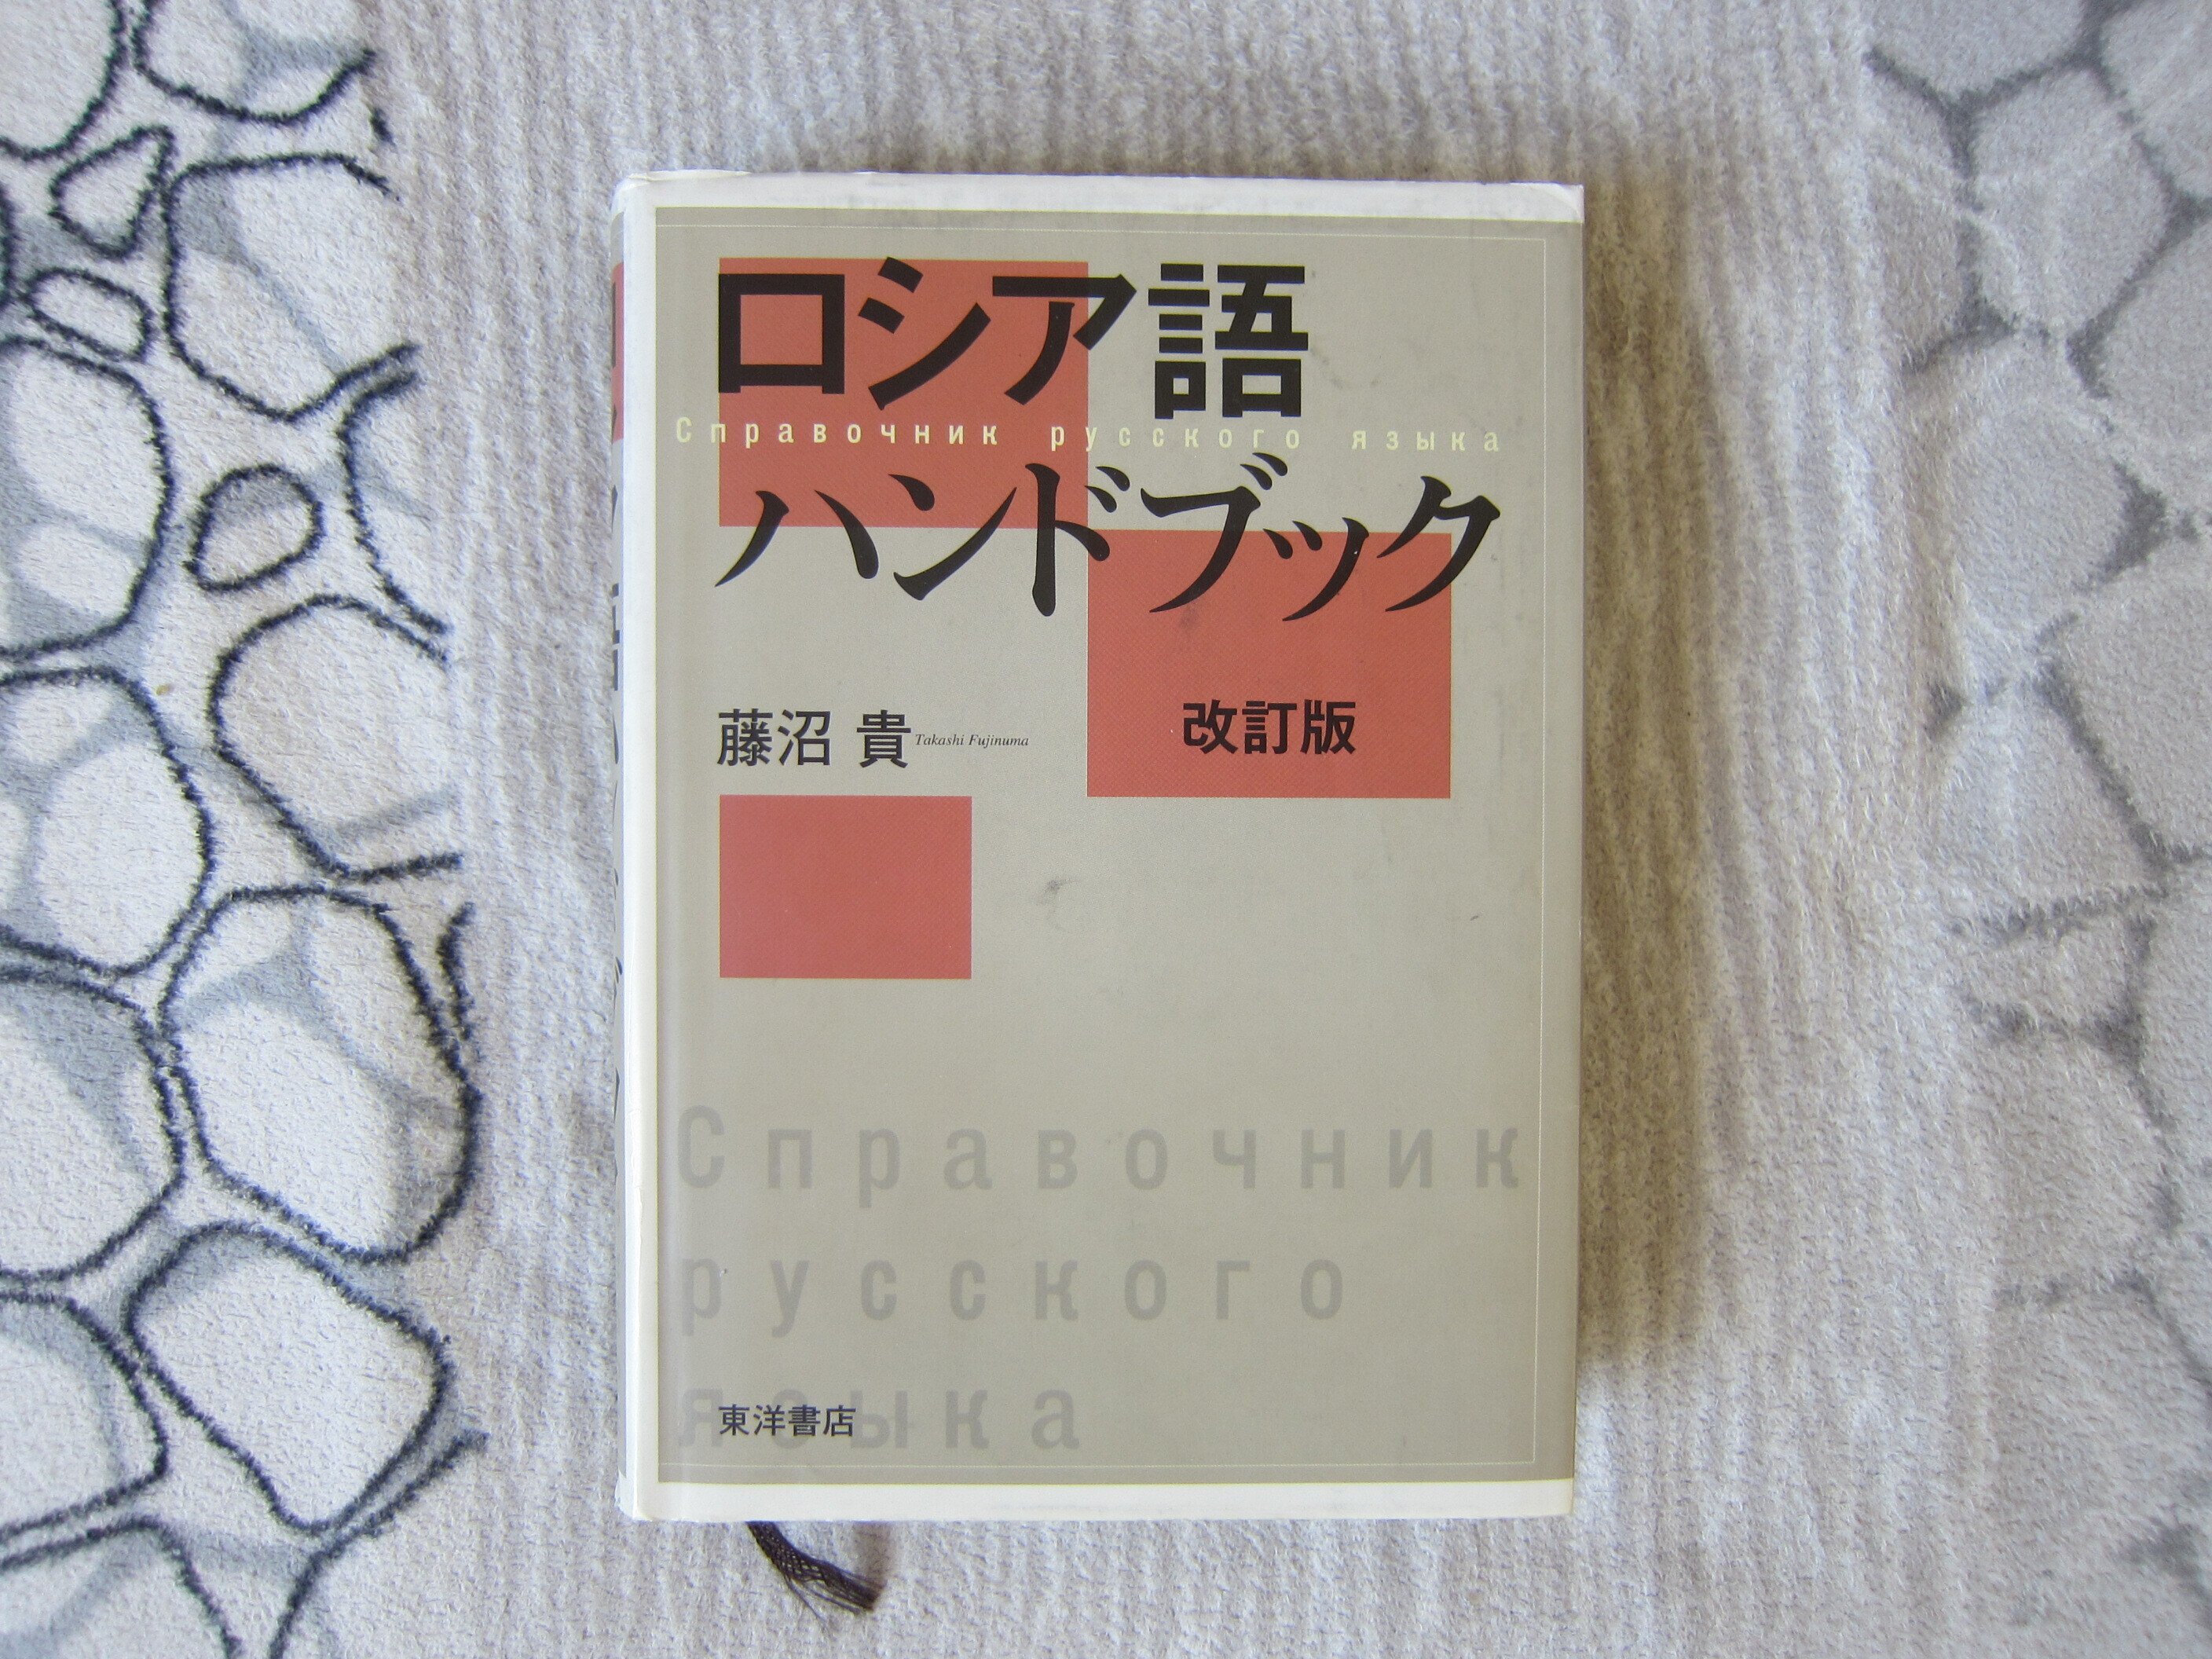 ロシア語
Справочник русского языка
ハンドブック
改訂版
藤沼 貴 Takashi Fujinuma
Справочник
русского
языка
東洋書店